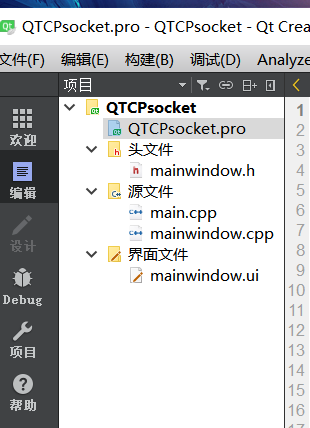 QTCPsocket.pro - QTCPsocket - Qt Crea
文件(F) 编辑(E) 构建(B) 调试(D) Analyze
项目
欢迎
编辑
设计
Debug
项目
帮助
QTCPsocket
QTCPsocket.pro
头文件
mainwindow.h
源文件
main.cpp
mainwindow.cpp
界面文件
mainwindow.ui
1
2
3
4
5
6
7
8
9
10
11
12
13
14
15
16
17